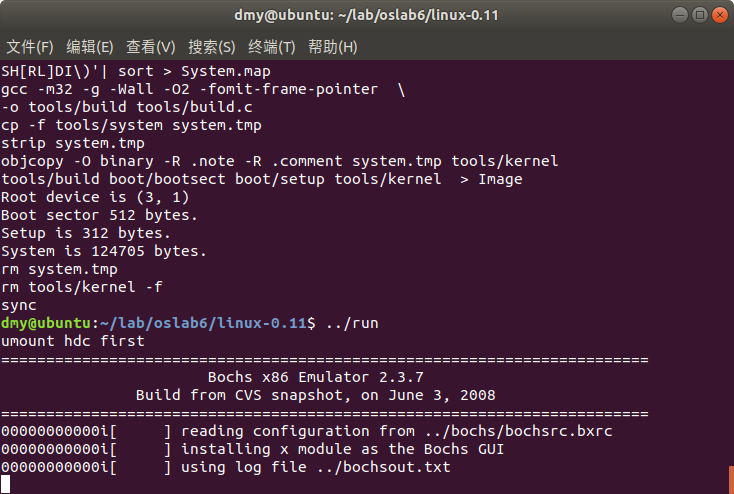 dmy@ubuntu: ~/lab/oslab6/linux-0.11
文件(F) 编辑(E) 查看(V) 搜索(S) 终端(T) 帮助(H)
SH[RL]DI\)'| sort > System.map
gcc -m32 -g -Wall -O2 -fomit-frame-pointer  \
-o tools/build tools/build.c
cp -f tools/system system.tmp
strip system.tmp
objcopy -O binary -R .note -R .comment system.tmp tools/kernel
tools/build boot/bootsect boot/setup tools/kernel  > Image
Root device is (3, 1)
Boot sector 512 bytes.
Setup is 312 bytes.
System is 124705 bytes.
rm system.tmp
rm tools/kernel -f
sync
dmy@ubuntu:~/lab/oslab6/linux-0.11$ ../run
umount hdc first
========================================================================
                       Bochs x86 Emulator 2.3.7
               Build from CVS snapshot, on June 3, 2008
========================================================================
00000000000i[     ] reading configuration from ../bochs/bochsrc.bxrc
00000000000i[     ] installing x module as the Bochs GUI
00000000000i[     ] using log file ../bochsout.txt